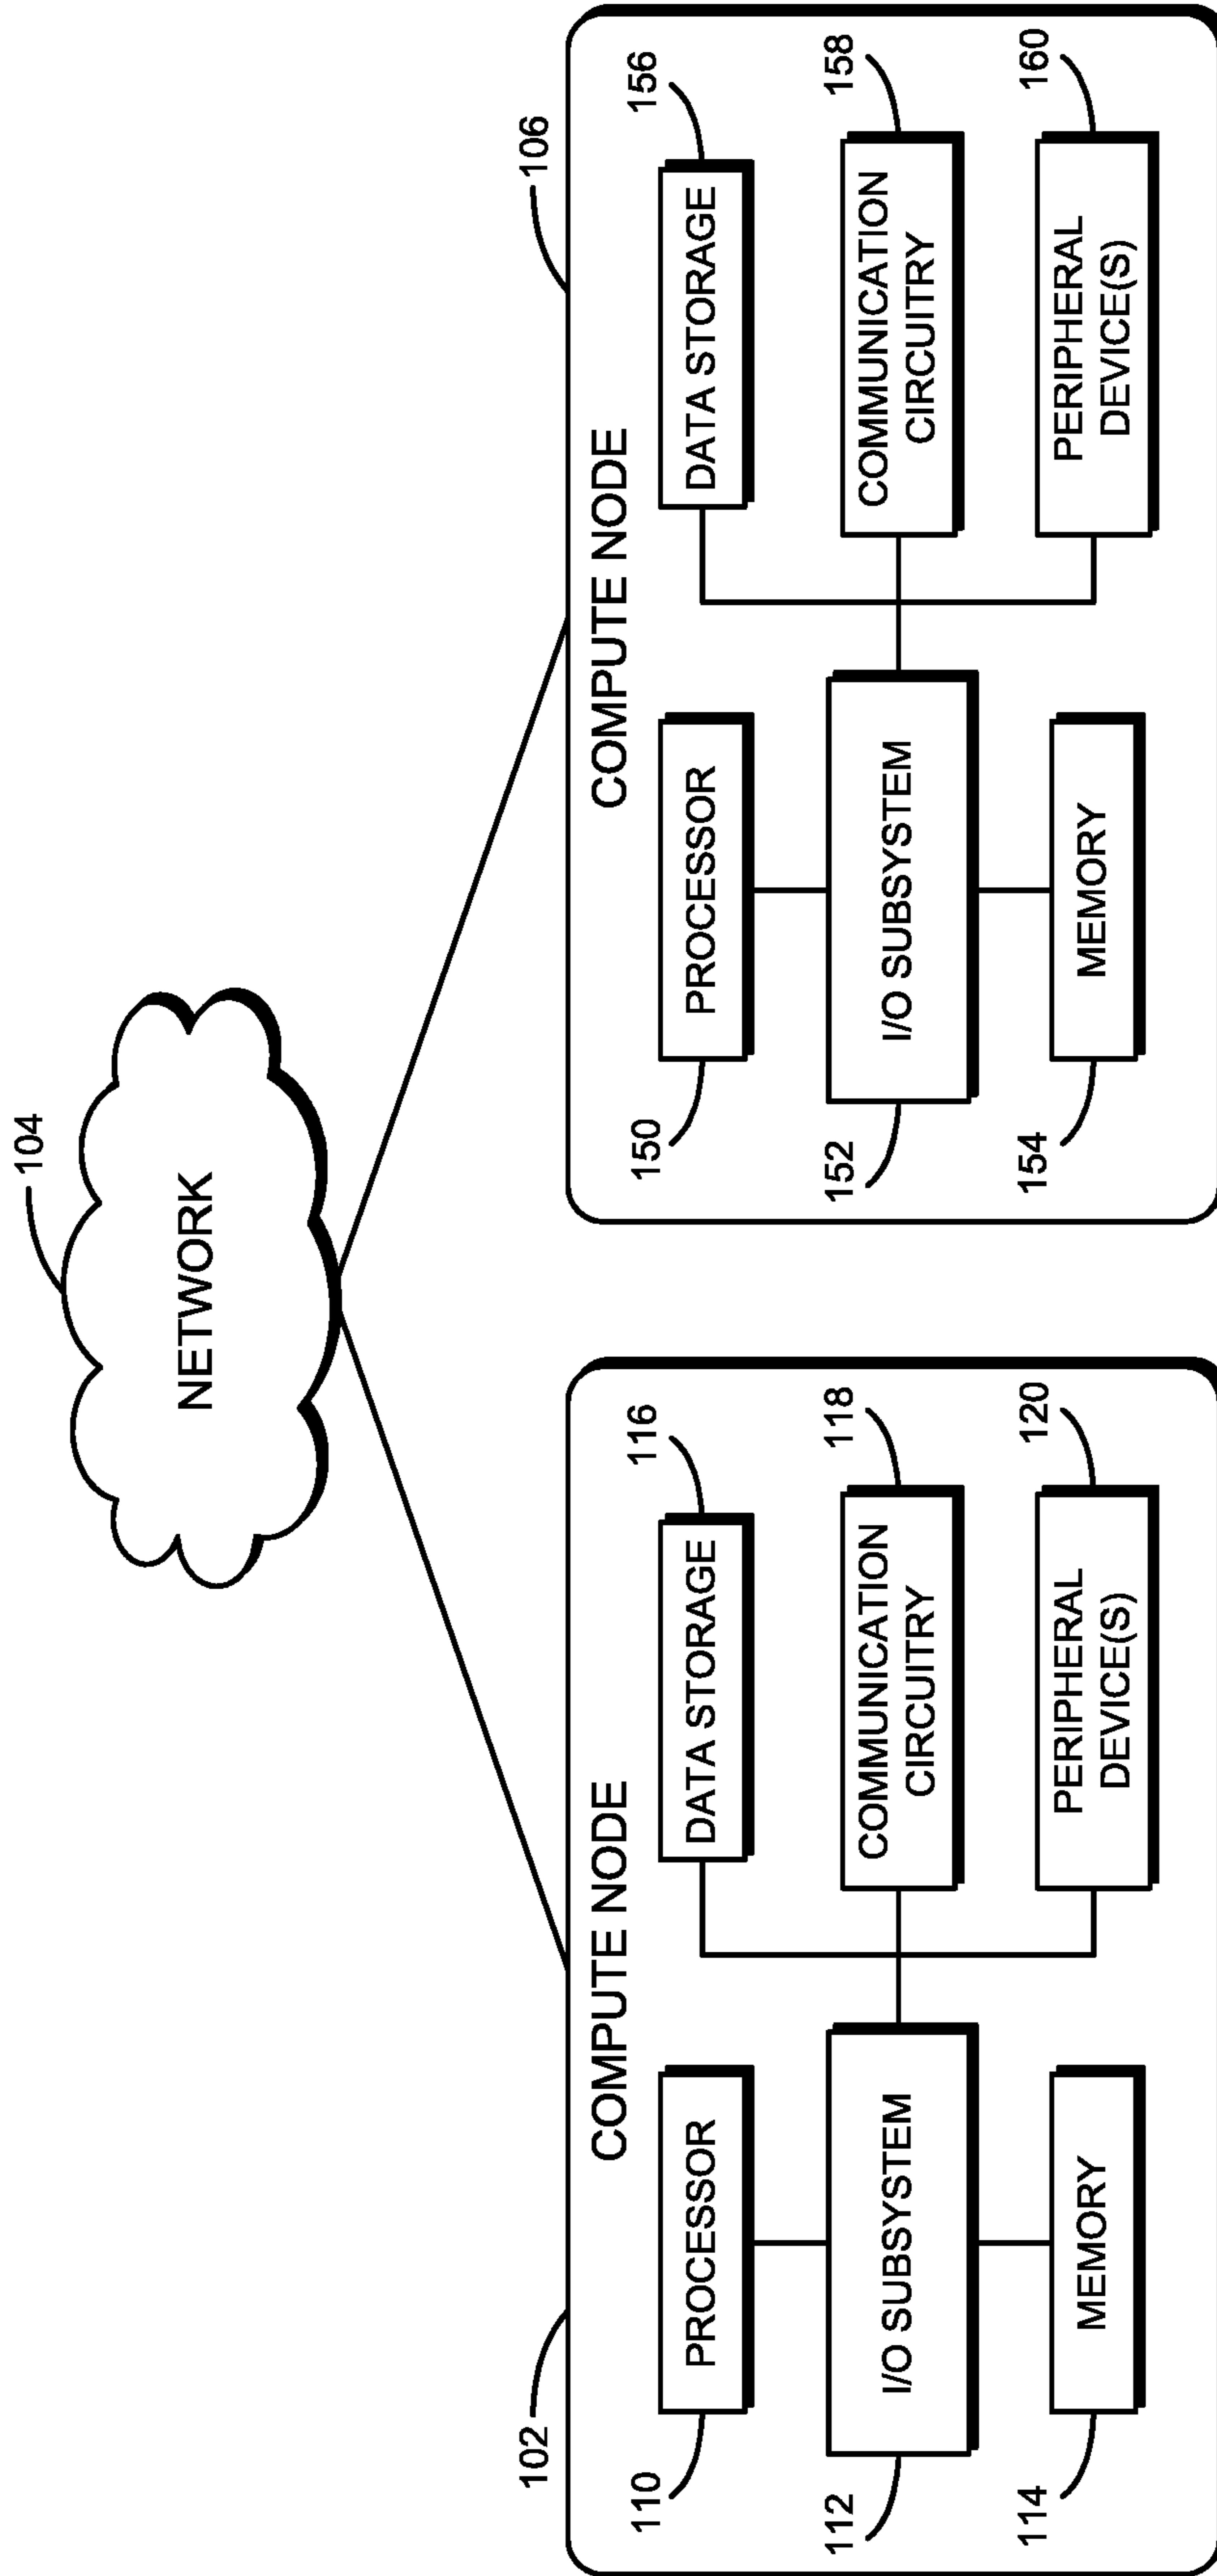 104
NETWORK
102
COMPUTE NODE
110
PROCESSOR
DATA STORAGE
116
112
I/O SUBSYSTEM
COMMUNICATION
CIRCUITRY
118
114
MEMORY
PERIPHERAL
DEVICE(S)
120
106
COMPUTE NODE
150
PROCESSOR
DATA STORAGE
156
152
I/O SUBSYSTEM
COMMUNICATION
CIRCUITRY
158
154
MEMORY
PERIPHERAL
DEVICE(S)
160